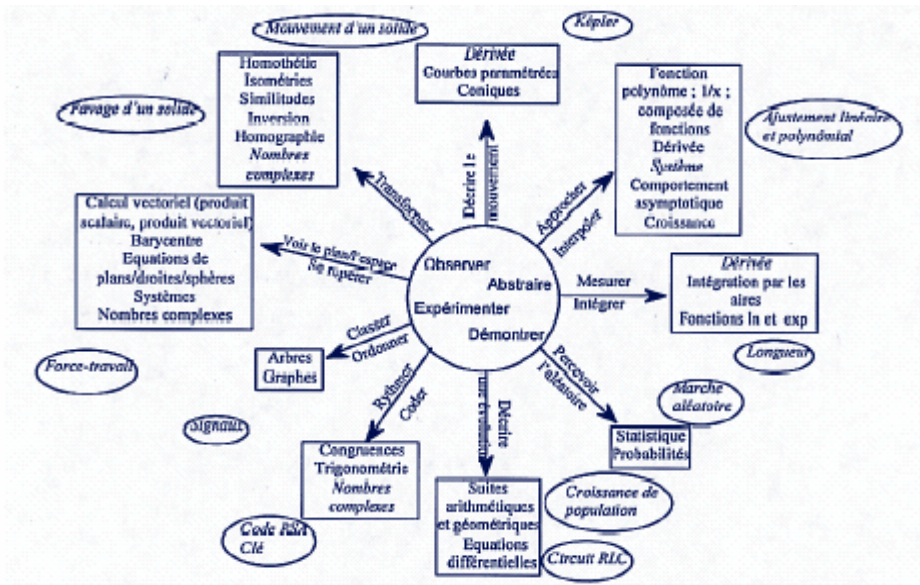 Mouvement d'un solide
Képler
Homothétie
Isométries
Similitudes
Inversion
Homographie
Nombres
complexes
Dérivée
Courbes paramétrées
Coniques
Fonction
polynôme ; 1/x ;
composée de
fonctions
Dérivée
Système
Comportement
asymptotique
Croissance
Pavage d'un solide
Ajustement linéaire
et polynômial
Transformer
Décrire le
mouvement
Approcher
Interpoler
Calcul vectoriel (produit
scalaire, produit vectoriel)
Barycentre
Equations de
plans/droites/sphères
Systèmes
Nombres complexes
Voir le plan/l'espace
Se repérer
Observer
Abstraire
Expérimenter
Démontrer
Mesurer
Intégrer
Dérivée
Intégration par les
aires
Fonctions ln et exp
Classer
Ordonner
Arbres
Graphes
Force-travail
Longueur
Rythmer
Coder
Décrire
une évolution
Percevoir
l'aléatoire
Marche
aléatoire
Signaux
Statistique
Probabilités
Congruences
Trigonométrie
Nombres
complexes
Suites
arithmétiques
et géométriques
Equations
différentielles
Croissance de
population
Code RSA
Clé
Circuit RLC